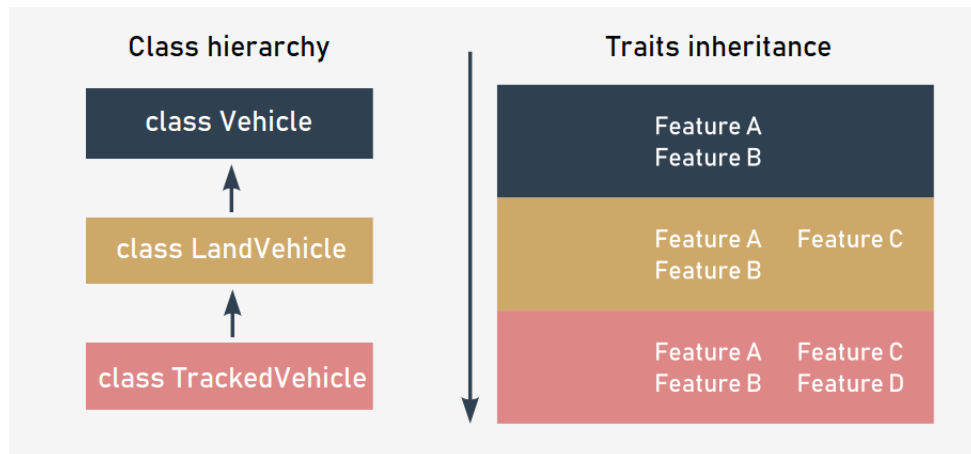 Class hierarchy
class Vehicle
class LandVehicle
class TrackedVehicle
Traits inheritance
Feature A
Feature B
Feature A Feature C
Feature B
Feature A Feature C
Feature B Feature D